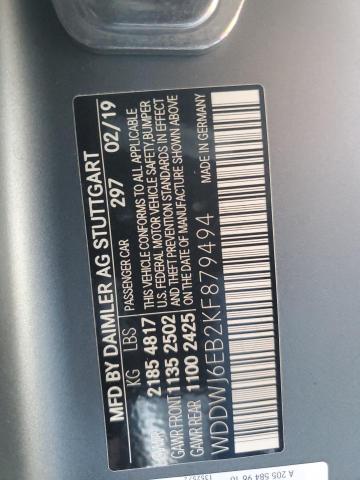 MFD BY DAIMLER AG STUTTGART
297 02/19
KG LBS PASSENGER CAR
THIS VEHICLE CONFORMS TO ALL APPLICABLE
2185 4817 U.S. FEDERAL MOTOR VEHICLE SAFETY, BUMPER
GAWR FRONT 1135 2502 AND THEFT PREVENTION STANDARDS IN EFFECT
GAWR REAR 1100 2425 ON THE DATE OF MANUFACTURE SHOWN ABOVE
WDDWJ6EB2KF879494 MADE IN GERMANY
A 205 584 98 10